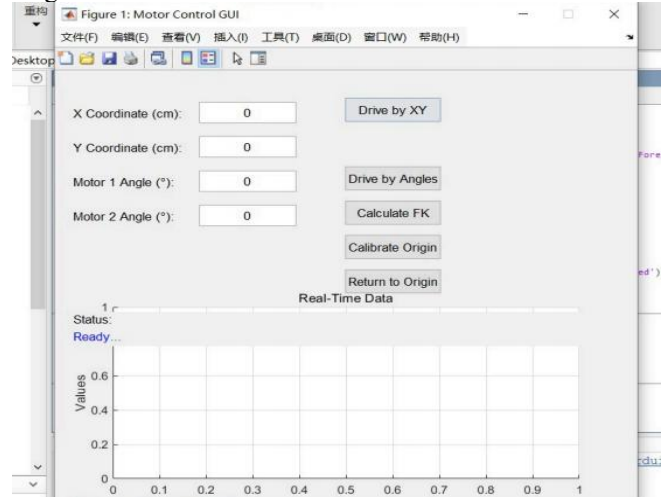 重构
Figure 1: Motor Control GUI
文件(F) 编辑(E) 查看(V) 插入(I) 工具(T) 桌面(D) 窗口(W) 帮助(H)
Desktop
X Coordinate (cm): 0 Drive by XY
Y Coordinate (cm): 0
Fore
Motor 1 Angle (°): 0 Drive by Angles
Motor 2 Angle (°): 0 Calculate FK
Calibrate Origin
ed')
Return to Origin
Real-Time Data
1
Status:
Ready...
0.6
Values
0.4
0.2
0
0 0.1 0.2 0.3 0.4 0.5 0.6 0.7 0.8 0.9 1